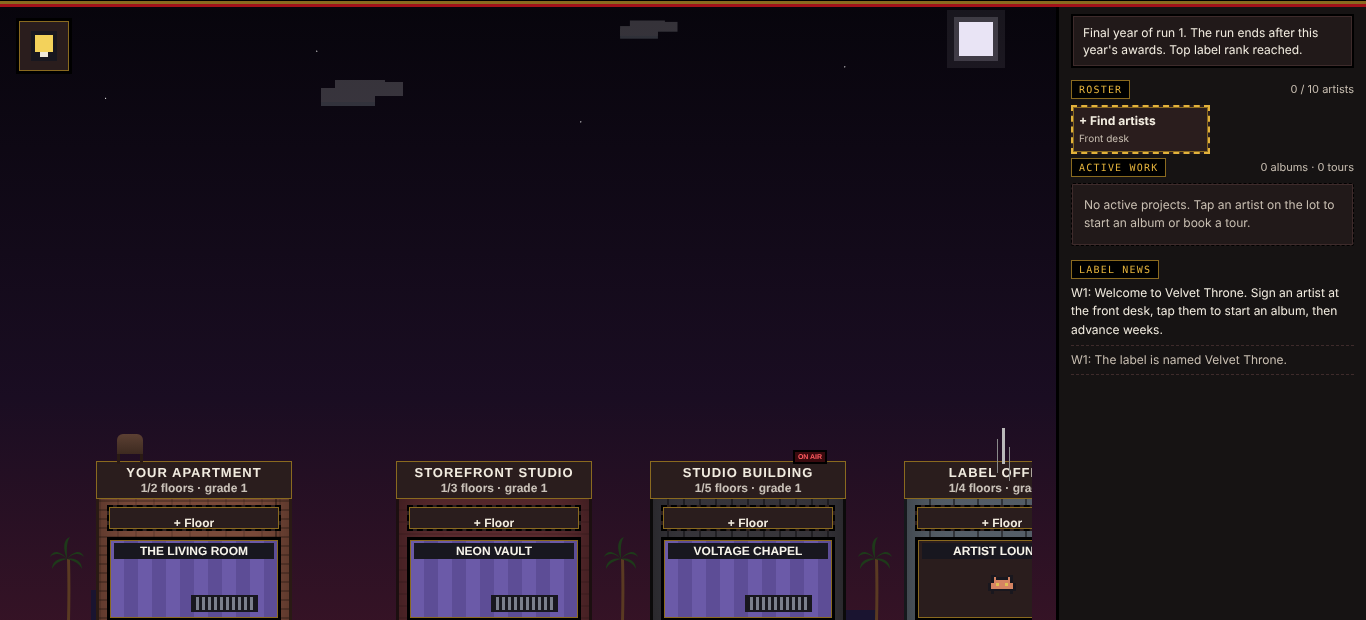 Final year of run 1. The run ends after this
year's awards. Top label rank reached.
ROSTER
0 / 10 artists
+ Find artists
Front desk
ACTIVE WORK
0 albums · 0 tours
No active projects. Tap an artist on the lot to
start an album or book a tour.
LABEL NEWS
W1: Welcome to Velvet Throne. Sign an artist at
the front desk, tap them to start an album, then
advance weeks.
W1: The label is named Velvet Throne.
ON AIR
YOUR APARTMENT
1/2 floors · grade 1
+ Floor
THE LIVING ROOM
STOREFRONT STUDIO
1/3 floors · grade 1
+ Floor
NEON VAULT
STUDIO BUILDING
1/5 floors · grade 1
+ Floor
VOLTAGE CHAPEL
LABEL OFFI
1/4 floors · gra
+ Floor
ARTIST LOUN